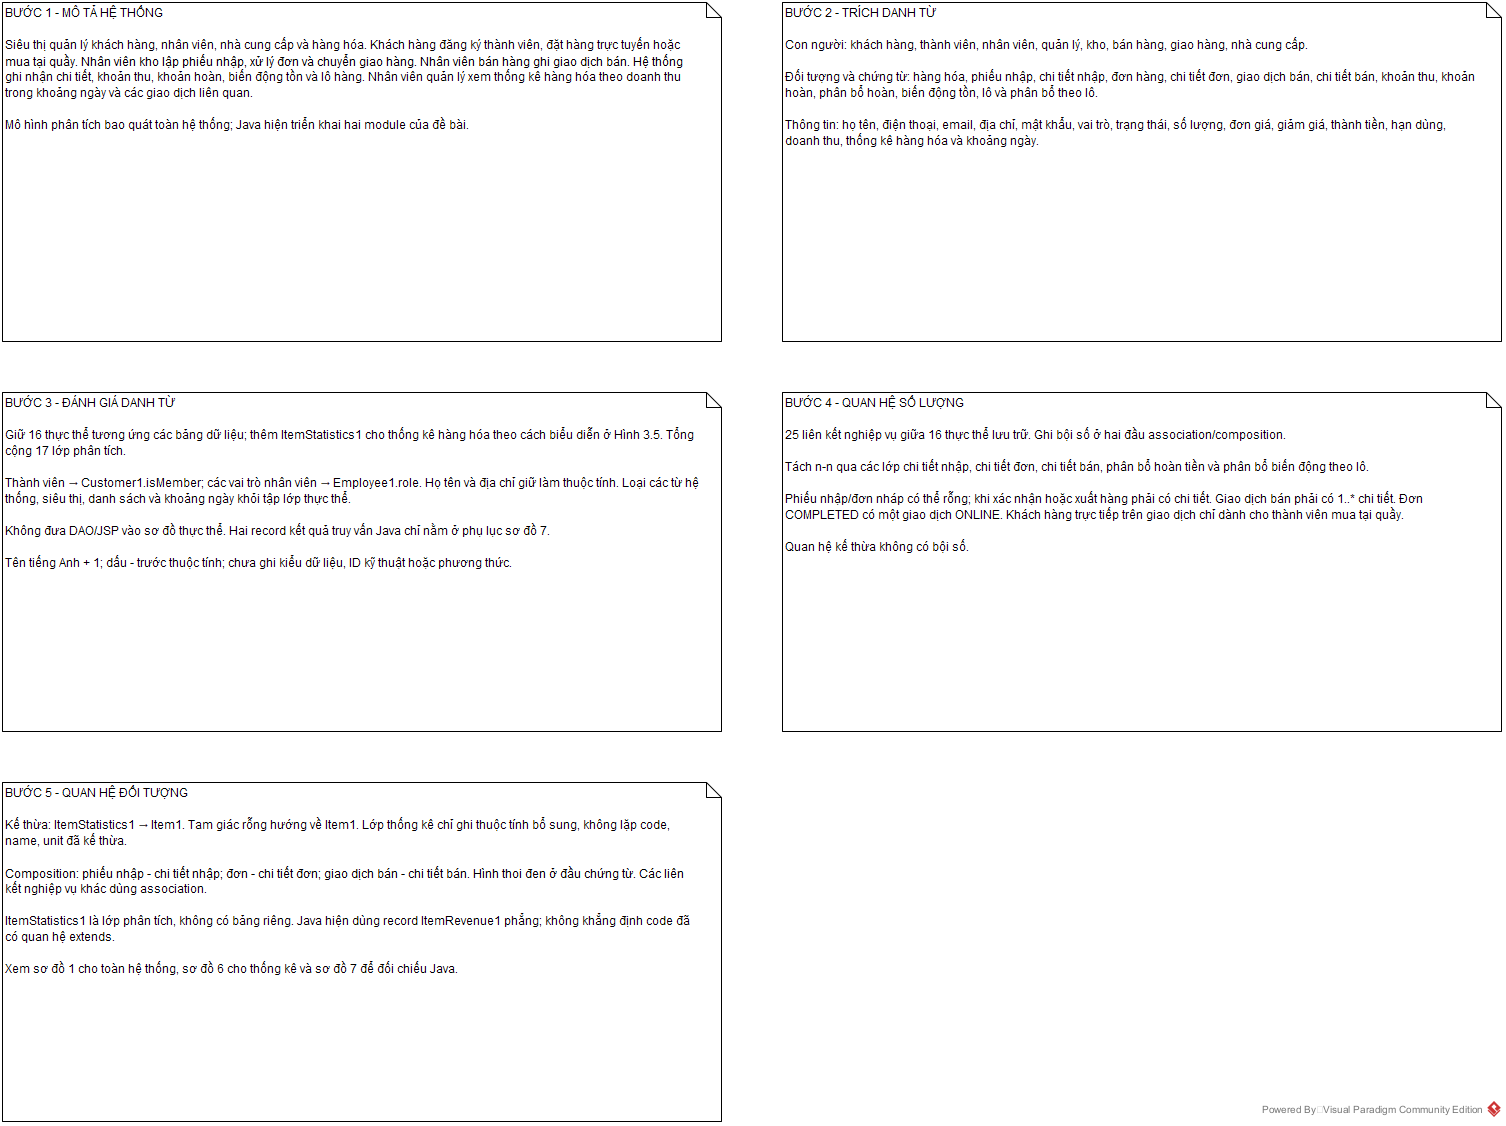 BƯỚC 1 - MÔ TẢ HỆ THỐNG
Siêu thị quản lý khách hàng, nhân viên, nhà cung cấp và hàng hóa. Khách hàng đăng ký thành viên, đặt hàng trực tuyến hoặc
mua tại quầy. Nhân viên kho lập phiếu nhập, xử lý đơn và chuyển giao hàng. Nhân viên bán hàng ghi giao dịch bán. Hệ thống
ghi nhận chi tiết, khoản thu, khoản hoàn, biến động tồn và lô hàng. Nhân viên quản lý xem thống kê hàng hóa theo doanh thu
trong khoảng ngày và các giao dịch liên quan.
Mô hình phân tích bao quát toàn hệ thống; Java hiện triển khai hai module của đề bài.
BƯỚC 2 - TRÍCH DANH TỪ
Con người: khách hàng, thành viên, nhân viên, quản lý, kho, bán hàng, giao hàng, nhà cung cấp.
Đối tượng và chứng từ: hàng hóa, phiếu nhập, chi tiết nhập, đơn hàng, chi tiết đơn, giao dịch bán, chi tiết bán, khoản thu, khoản
hoàn, phân bổ hoàn, biến động tồn, lô và phân bổ theo lô.
Thông tin: họ tên, điện thoại, email, địa chỉ, mật khẩu, vai trò, trạng thái, số lượng, đơn giá, giảm giá, thành tiền, hạn dùng,
doanh thu, thống kê hàng hóa và khoảng ngày.
BƯỚC 3 - ĐÁNH GIÁ DANH TỪ
Giữ 16 thực thể tương ứng các bảng dữ liệu; thêm ItemStatistics1 cho thống kê hàng hóa theo cách biểu diễn ở Hình 3.5. Tổng
cộng 17 lớp phân tích.
Thành viên → Customer1.isMember; các vai trò nhân viên → Employee1.role. Họ tên và địa chỉ giữ làm thuộc tính. Loại các từ hệ
thống, siêu thị, danh sách và khoảng ngày khỏi tập lớp thực thể.
Không đưa DAO/JSP vào sơ đồ thực thể. Hai record kết quả truy vấn Java chỉ nằm ở phụ lục sơ đồ 7.
Tên tiếng Anh + 1; dấu - trước thuộc tính; chưa ghi kiểu dữ liệu, ID kỹ thuật hoặc phương thức.
BƯỚC 4 - QUAN HỆ SỐ LƯỢNG
25 liên kết nghiệp vụ giữa 16 thực thể lưu trữ. Ghi bội số ở hai đầu association/composition.
Tách n-n qua các lớp chi tiết nhập, chi tiết đơn, chi tiết bán, phân bổ hoàn tiền và phân bổ biến động theo lô.
Phiếu nhập/đơn nháp có thể rỗng; khi xác nhận hoặc xuất hàng phải có chi tiết. Giao dịch bán phải có 1..* chi tiết. Đơn
COMPLETED có một giao dịch ONLINE. Khách hàng trực tiếp trên giao dịch chỉ dành cho thành viên mua tại quầy.
Quan hệ kế thừa không có bội số.
BƯỚC 5 - QUAN HỆ ĐỐI TƯỢNG
Kế thừa: ItemStatistics1 → Item1. Tam giác rỗng hướng về Item1. Lớp thống kê chỉ ghi thuộc tính bổ sung, không lặp code,
name, unit đã kế thừa.
Composition: phiếu nhập - chi tiết nhập; đơn - chi tiết đơn; giao dịch bán - chi tiết bán. Hình thoi đen ở đầu chứng từ. Các liên
kết nghiệp vụ khác dùng association.
ItemStatistics1 là lớp phân tích, không có bảng riêng. Java hiện dùng record ItemRevenue1 phẳng; không khẳng định code đã
có quan hệ extends.
Xem sơ đồ 1 cho toàn hệ thống, sơ đồ 6 cho thống kê và sơ đồ 7 để đối chiếu Java.
Powered By Visual Paradigm Community Edition